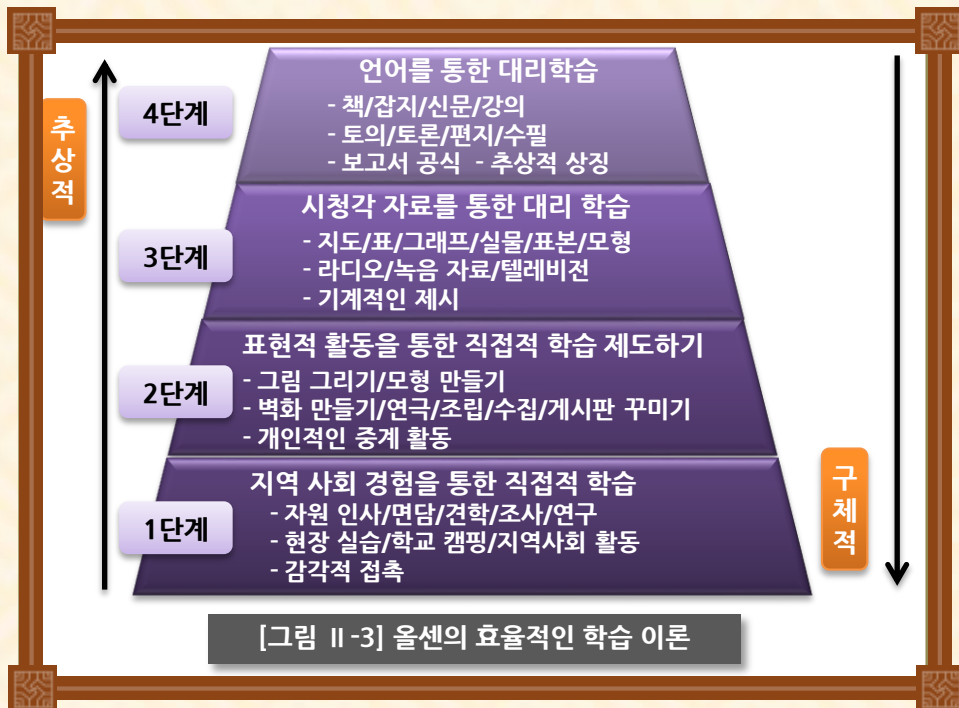 추상적
4단계
언어를 통한 대리학습
- 책/잡지/신문/강의
- 토의/토론/편지/수필
- 보고서 공식 - 추상적 상징
3단계
시청각 자료를 통한 대리 학습
- 지도/표/그래프/실물/표본/모형
- 라디오/녹음 자료/텔레비전
- 기계적인 제시
2단계
표현적 활동을 통한 직접적 학습 제도하기
- 그림 그리기/모형 만들기
- 벽화 만들기/연극/조립/수집/게시판 꾸미기
- 개인적인 중계 활동
1단계
지역 사회 경험을 통한 직접적 학습
- 자원 인사/면담/견학/조사/연구
- 현장 실습/학교 캠핑/지역사회 활동
- 감각적 접촉
구체적
[그림 Ⅱ-3] 올센의 효율적인 학습 이론